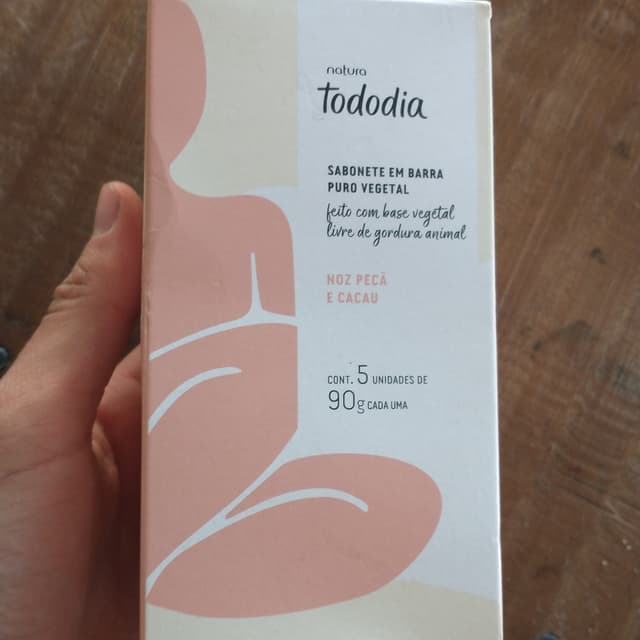 natura
Tododia
SABONETE EM BARRA
PURO VEGETAL
feito com base vegetal
livre de gordura animal
NOZ PECÃ
E CACAU
CONT. 5 UNIDADES DE
90g CADA UMA